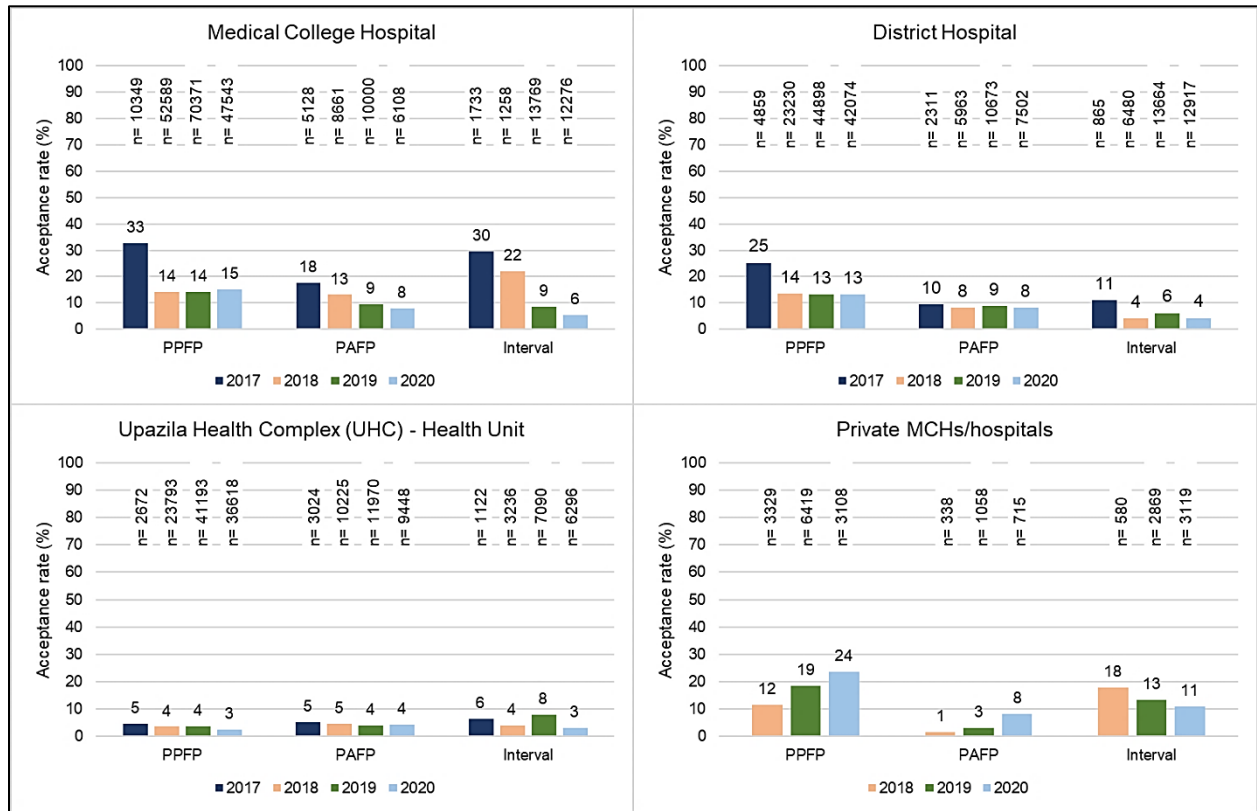 Medical College Hospital
Acceptance rate (%)
100
90
80
70
60
50
40
30
20
10
0
n= 10349
n= 52589
n= 70371
n= 47543
n= 5128
n= 8661
n= 10000
n= 6108
n= 1733
n= 1258
n= 13769
n= 12276
33
14
14
15
18
13
9
8
30
22
9
6
PPFP
PAFP
Interval
2017 2018 2019 2020
District Hospital
Acceptance rate (%)
100
90
80
70
60
50
40
30
20
10
0
n= 4859
n= 23230
n= 44898
n= 42074
n= 2311
n= 5963
n= 10673
n= 7502
n= 865
n= 6480
n= 13664
n= 12917
25
14
13
13
10
8
9
8
11
4
6
4
PPFP
PAFP
Interval
2017 2018 2019 2020
Upazila Health Complex (UHC) - Health Unit
Acceptance rate (%)
100
90
80
70
60
50
40
30
20
10
0
n= 2672
n= 23793
n= 41193
n= 36618
n= 3024
n= 10225
n= 11970
n= 9448
n= 1122
n= 3236
n= 7090
n= 6296
5
4
4
3
5
5
4
4
6
4
8
3
PPFP
PAFP
Interval
2017 2018 2019 2020
Private MCHs/hospitals
Acceptance rate (%)
100
90
80
70
60
50
40
30
20
10
0
n= 3329
n= 6419
n= 3108
n= 338
n= 1058
n= 715
n= 580
n= 2869
n= 3119
12
19
24
1
3
8
18
13
11
PPFP
PAFP
Interval
2018 2019 2020